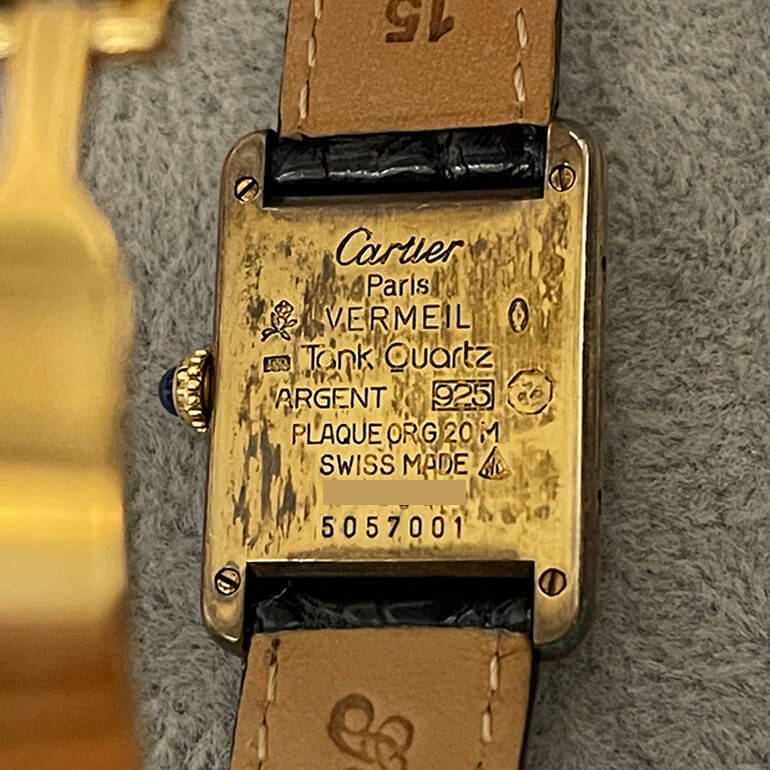 15
Cartier
Paris
VERMEIL
Tank Quartz
ARGENT 925
PLAQUE OR G 20 M
SWISS MADE
5057001